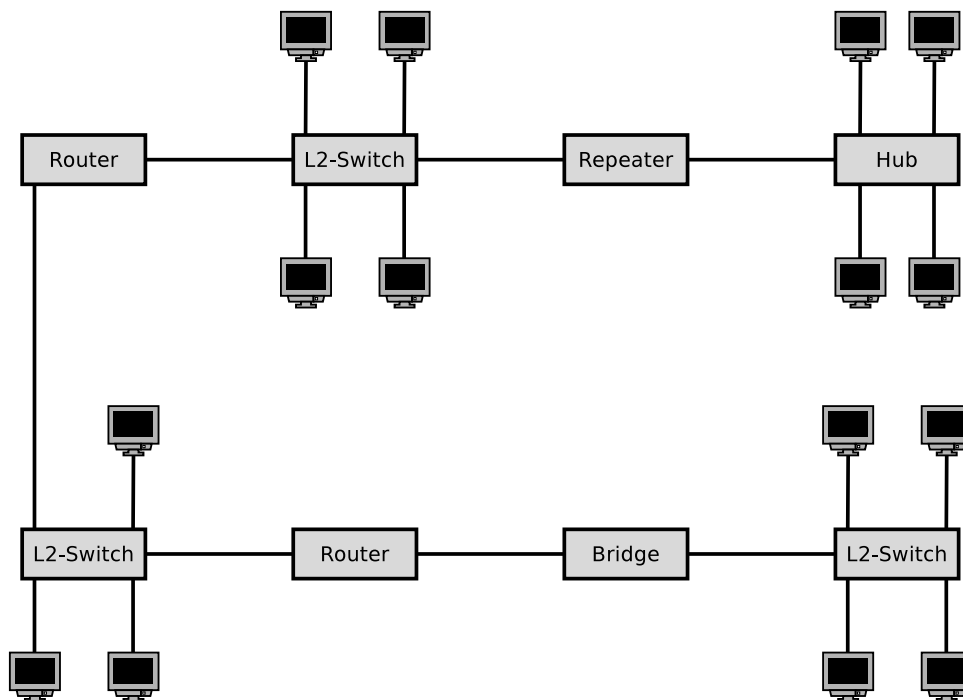 Router
L2-Switch
Repeater
Hub
L2-Switch
Router
Bridge
L2-Switch